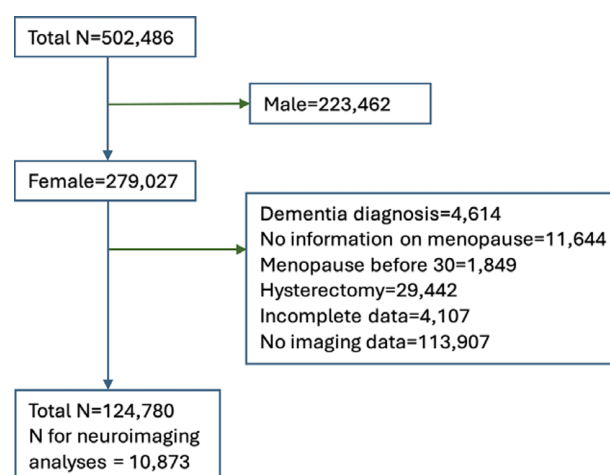 Total N=502,486
Male=223,462
Female=279,027
Dementia diagnosis=4,614
No information on menopause=11,644
Menopause before 30=1,849
Hysterectomy=29,442
Incomplete data=4,107
No imaging data=113,907
Total N=124,780
N for neuroimaging
analyses = 10,873